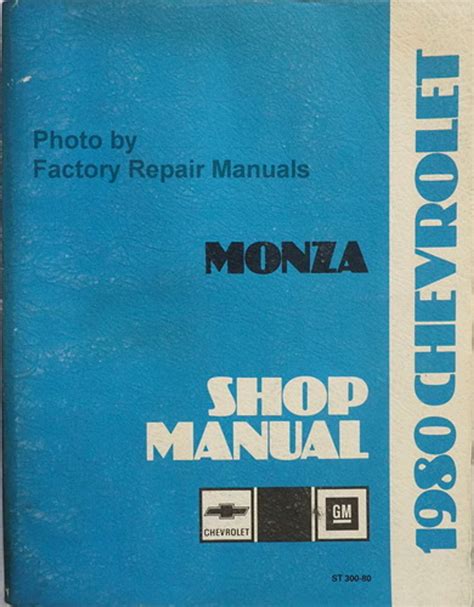 Photo by
Factory Repair Manuals
MONZA
SHOP
MANUAL
CHEVROLET
GM
ST 300-80
1980 CHEVROLET